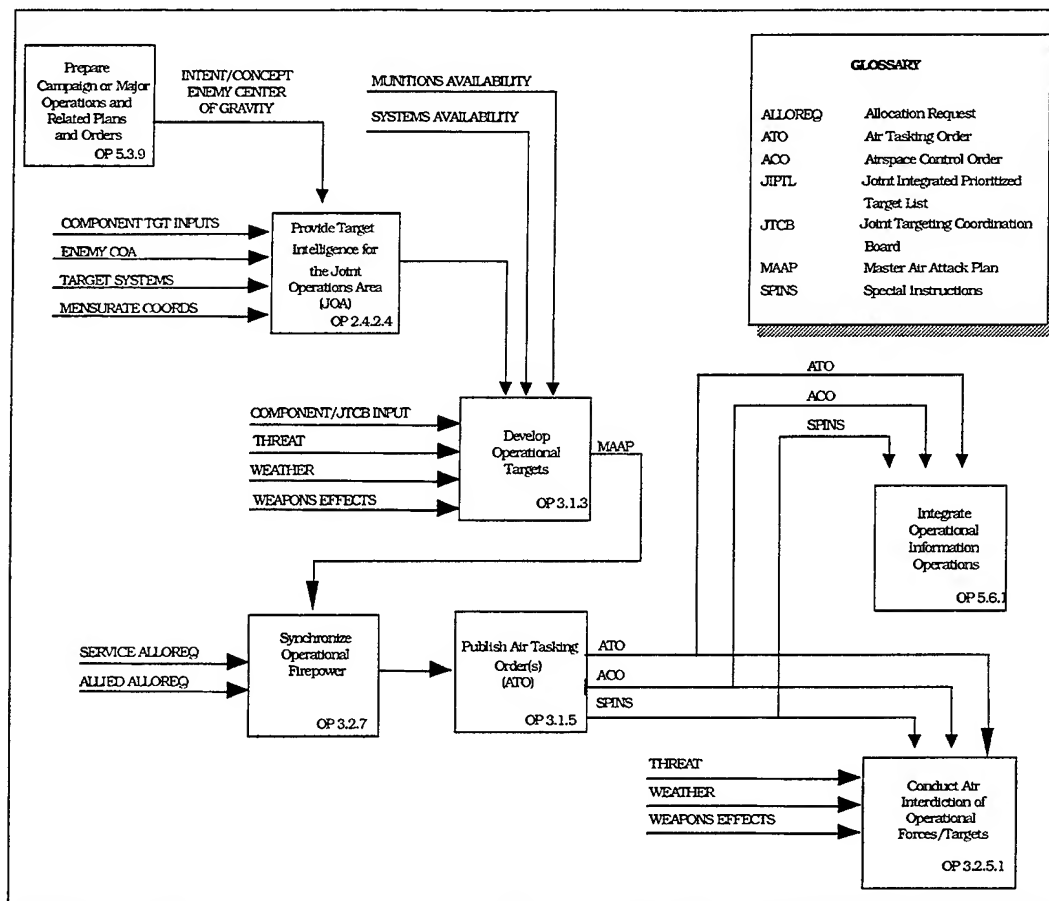 Prepare
Campaign or Major
Operations and
Related Plans
and Orders
OP 5.3.9
INTENT/CONCEPT
ENEMY CENTER
OF GRAVITY
MUNITIONS AVAILABILITY
SYSTEMS AVAILABILITY
GLOSSARY
ALLOREQ Allocation Request
ATO Air Tasking Order
ACO Airspace Control Order
JIPTL Joint Integrated Prioritized
Target List
JTCB Joint Targeting Coordination
Board
MAAP Master Air Attack Plan
SPINS Special Instructions
COMPONENT TGT INPUTS
ENEMY COA
TARGET SYSTEMS
MENSURATE COORDS
Provide Target
Intelligence for
the Joint
Operations Area
(JOA)
OP 2.4.2.4
COMPONENT/JTCB INPUT
THREAT
WEATHER
WEAPONS EFFECTS
Develop
Operational
Targets
OP 3.1.3
MAAP
ATO
ACO
SPINS
Integrate
Operational
Information
Operations
OP 5.6.1
SERVICE ALLOREQ
ALLIED ALLOREQ
Synchronize
Operational
Firepower
OP 3.2.7
Publish Air Tasking
Order(s)
(ATO)
OP 3.1.5
ATO
ACO
SPINS
THREAT
WEATHER
WEAPONS EFFECTS
Conduct Air
Interdiction of
Operational
Forces/Targets
OP 3.2.5.1